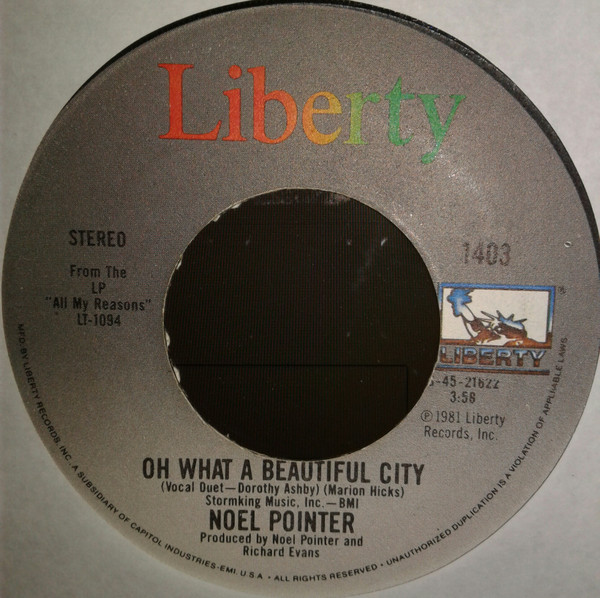 Liberty
STEREO
1403
From The
LP
"All My Reasons"
LT-1094
LIBERTY
-45-21622
3:58
Ⓟ1981 Liberty
Records, Inc.
OH WHAT A BEAUTIFUL CITY
(Vocal Duet—Dorothy Ashby) (Marion Hicks)
Stormking Music, Inc.—BMI
NOEL POINTER
Produced by Noel Pointer and
Richard Evans
MFD. BY LIBERTY RECORDS, INC. A SUBSIDIARY OF CAPITOL INDUSTRIES-EMI. U.S.A • ALL RIGHTS RESERVED • UNAUTHORIZED DUPLICATION IS A VIOLATION OF APPLICABLE LAWS.